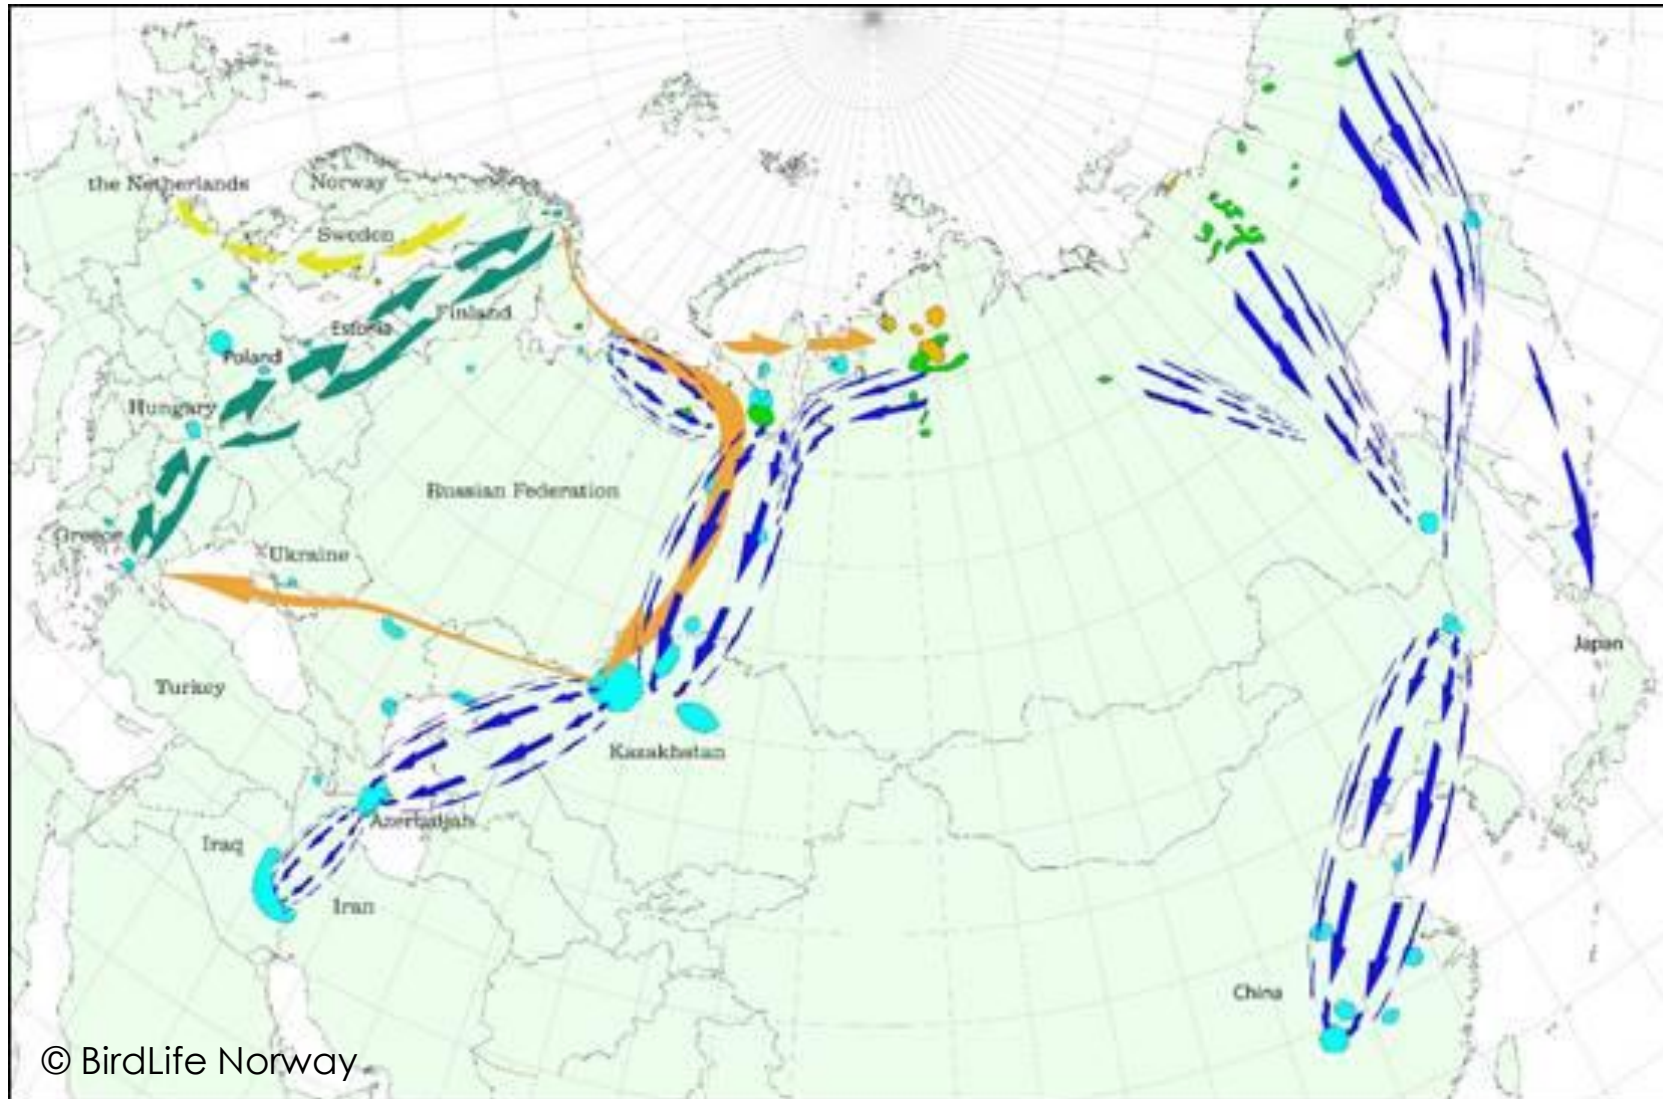 the Netherlands
Norway
Sweden
Estonia
Finland
Poland
Hungary
Russian Federation
Greece
Ukraine
Japan
Turkey
Kazakhstan
Azerbaijan
Iraq
Iran
China
© BirdLife Norway